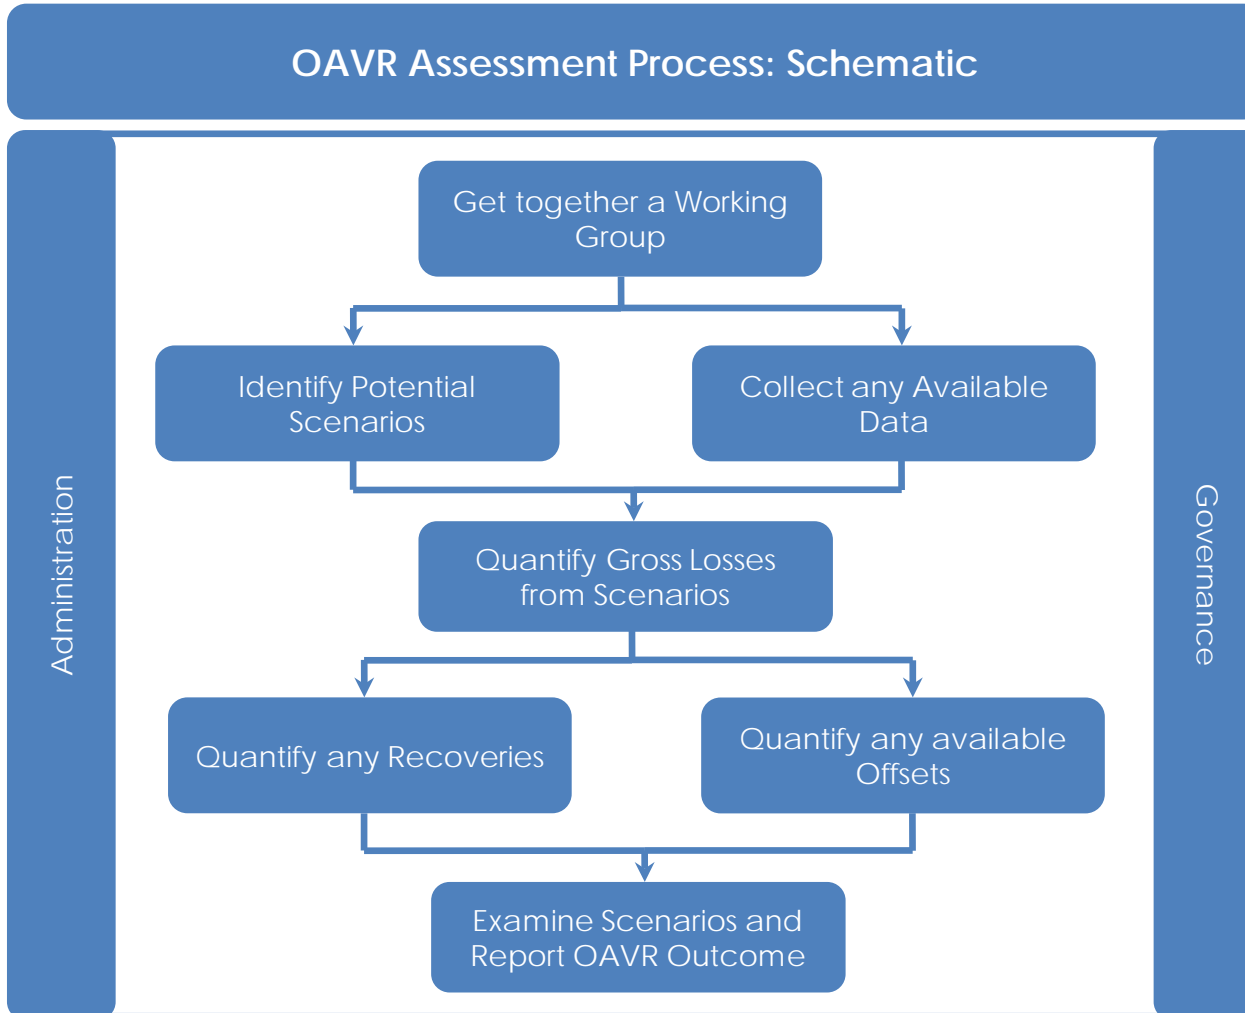 OAVR Assessment Process: Schematic
Get together a Working
Group
Identify Potential
Scenarios
Collect any Available
Data
Administration
Governance
Quantify Gross Losses
from Scenarios
Quantify any Recoveries
Quantify any available
Offsets
Examine Scenarios and
Report OAVR Outcome